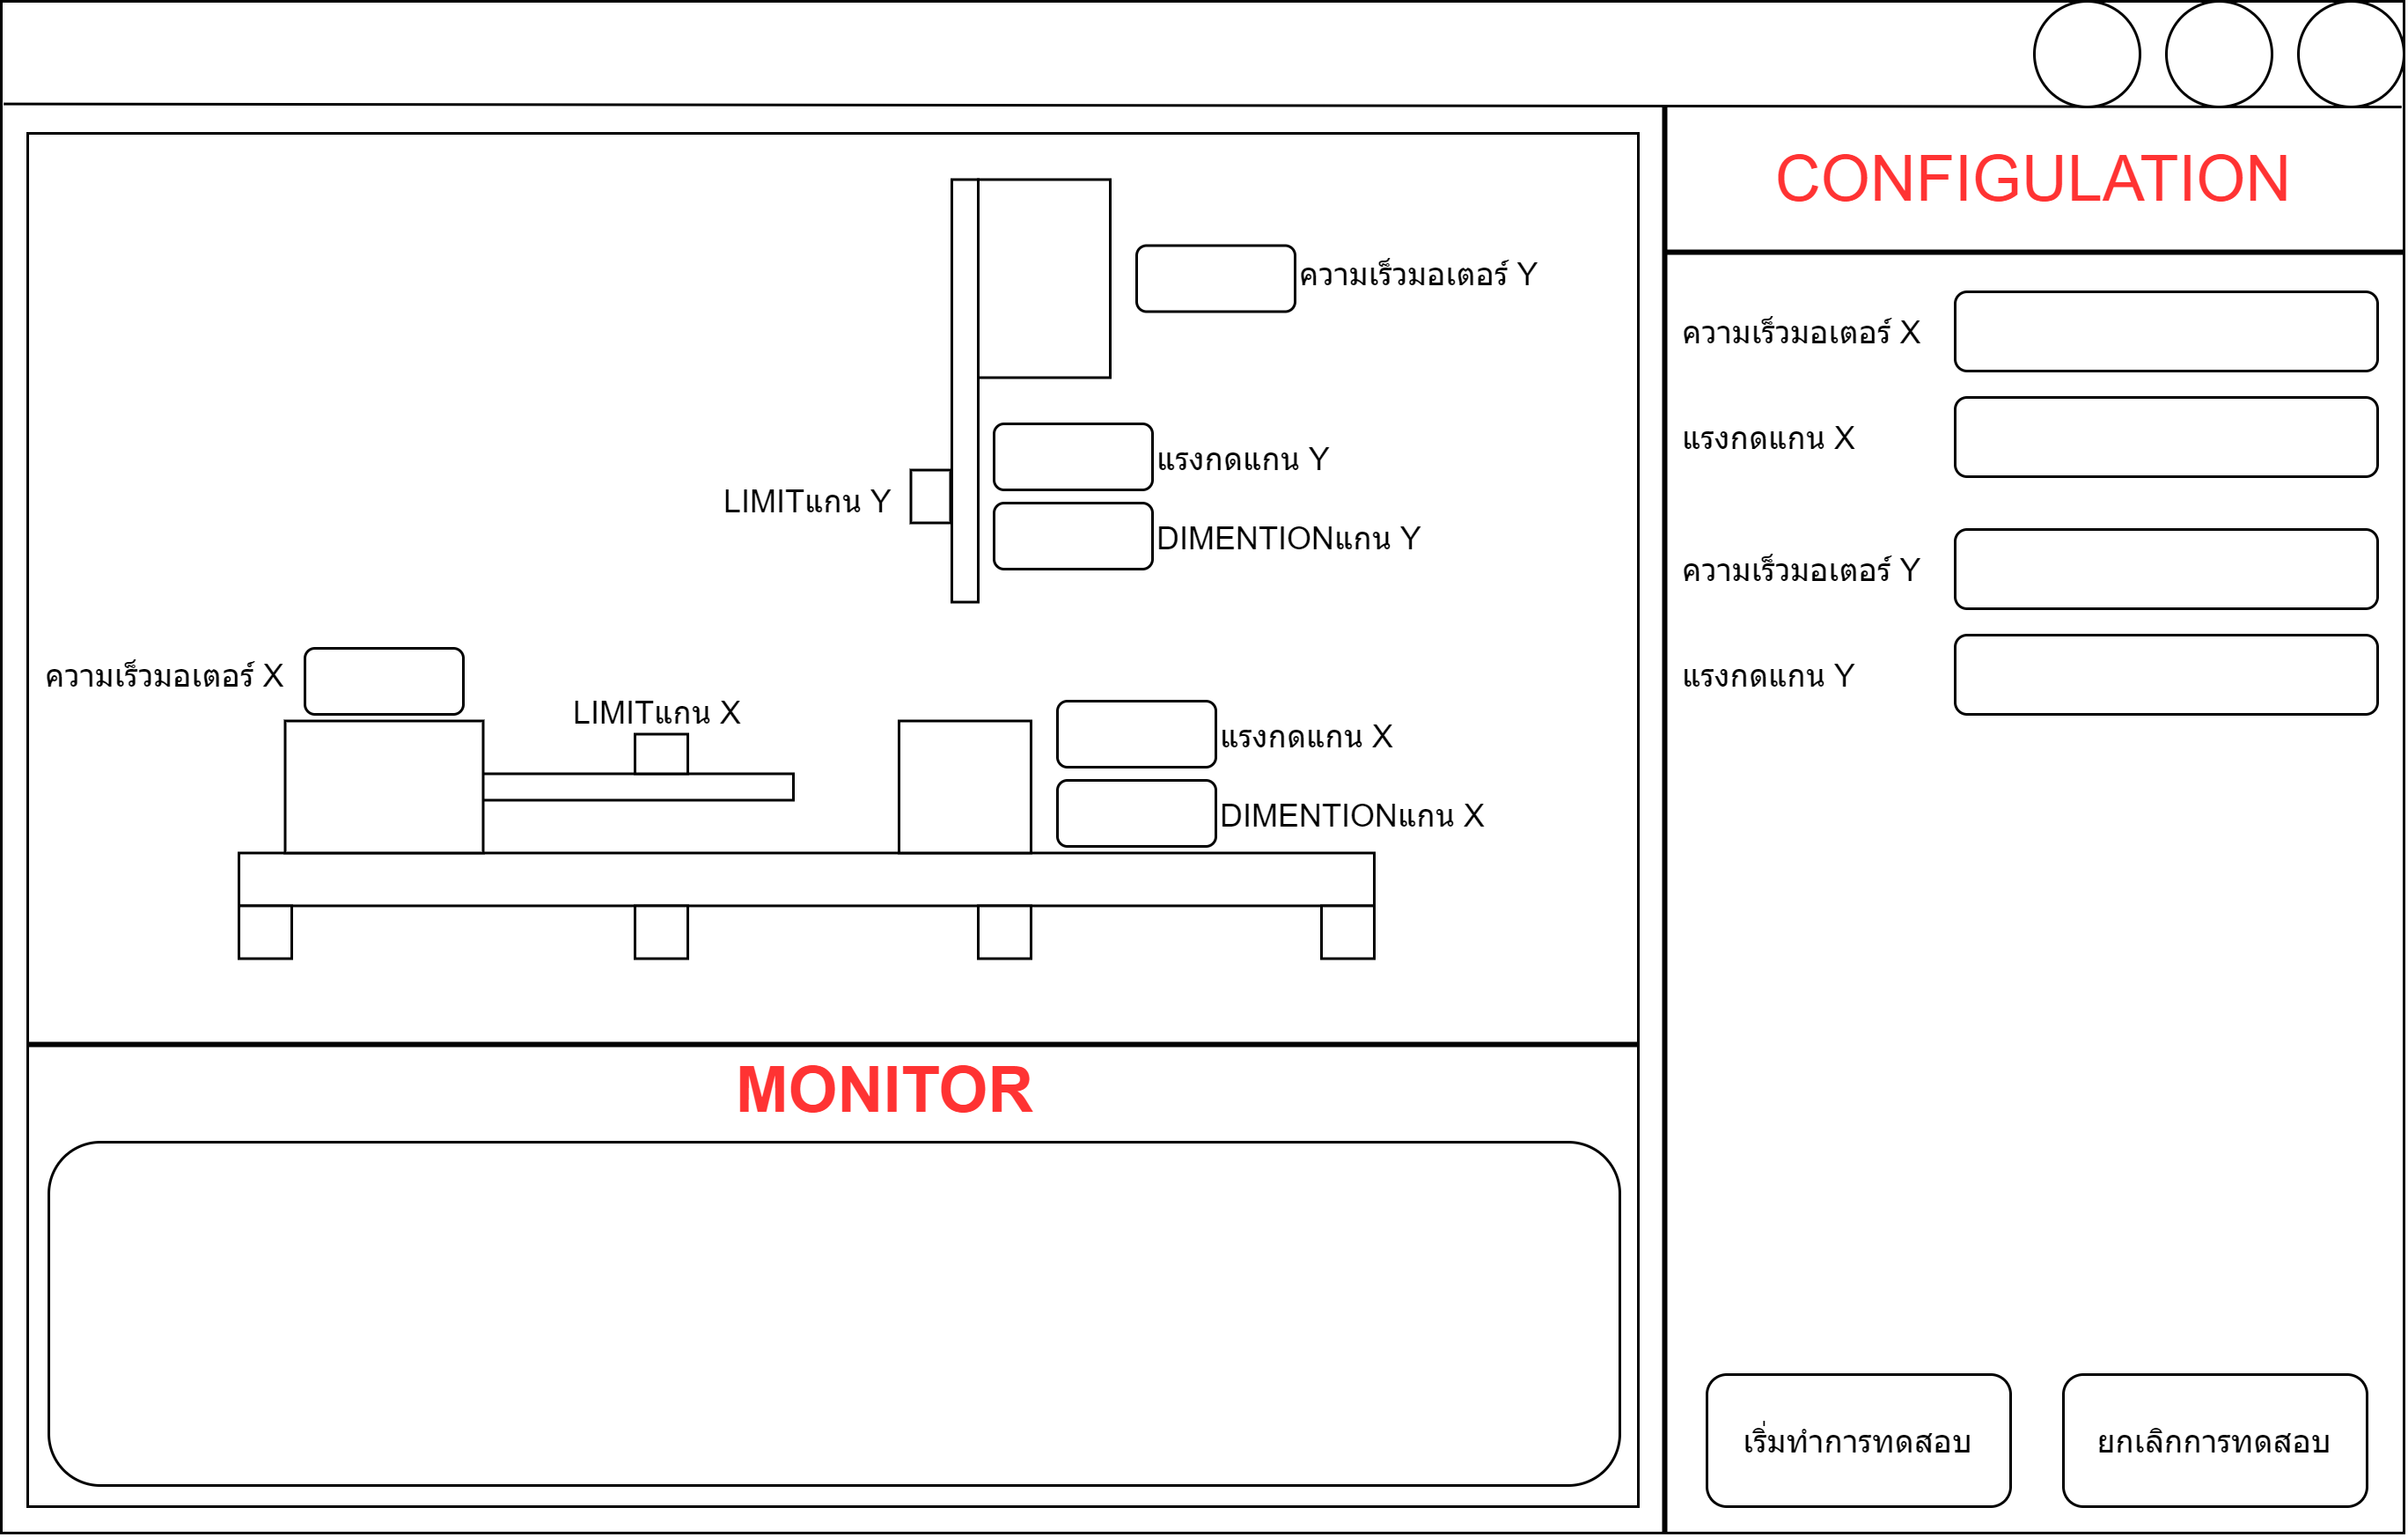 CONFIGULATION
ความเร็วมอเตอร์ Y
ความเร็วมอเตอร์ X
แรงกดแกน X
แรงกดแกน Y
LIMITแกน Y
DIMENTIONแกน Y
ความเร็วมอเตอร์ Y
แรงกดแกน Y
ความเร็วมอเตอร์ X
LIMITแกน X
แรงกดแกน X
DIMENTIONแกน X
MONITOR
เริ่มทำการทดสอบ
ยกเลิกการทดสอบ